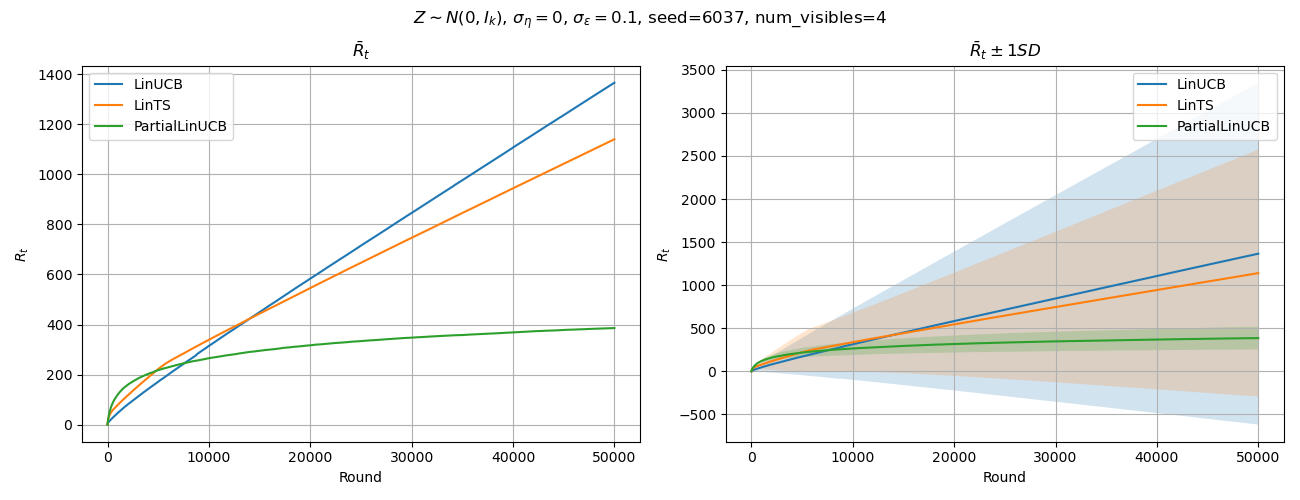 Z ∼ N(0, I_k), σ_η = 0, σ_ε = 0.1, seed=6037, num_visibles=4
R̄_t
1400
1200
1000
800
600
400
200
0
R_t
LinUCB
LinTS
PartialLinUCB
0 10000 20000 30000 40000 50000
Round
R̄_t ± 1SD
3500
3000
2500
2000
1500
1000
500
0
−500
R_t
LinUCB
LinTS
PartialLinUCB
0 10000 20000 30000 40000 50000
Round